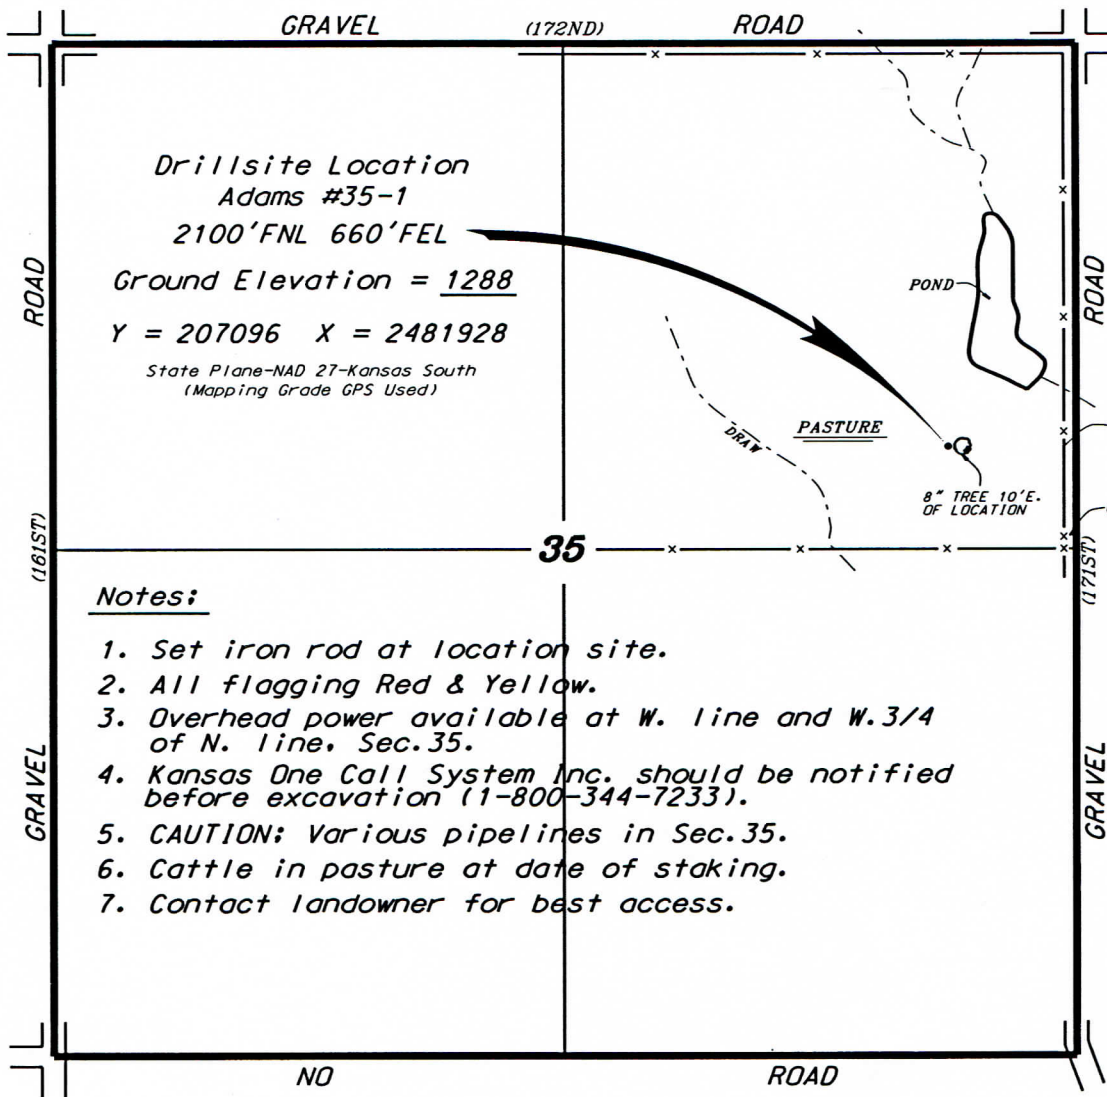 GRAVEL (172ND) ROAD
Drillsite Location
Adams #35-1
2100'FNL 660'FEL
Ground Elevation = 1288
Y = 207096 X = 2481928
State Plane-NAD 27-Kansas South
(Mapping Grade GPS Used)
POND
PASTURE
DRAW
8" TREE 10'E.
OF LOCATION
ROAD
(161ST)
GRAVEL
ROAD
(171ST)
GRAVEL
35
Notes:
1. Set iron rod at location site.
2. All flagging Red & Yellow.
3. Overhead power available at W. line and W.3/4
of N. line, Sec.35.
4. Kansas One Call System Inc. should be notified
before excavation (1-800-344-7233).
5. CAUTION: Various pipelines in Sec.35.
6. Cattle in pasture at date of staking.
7. Contact landowner for best access.
NO ROAD